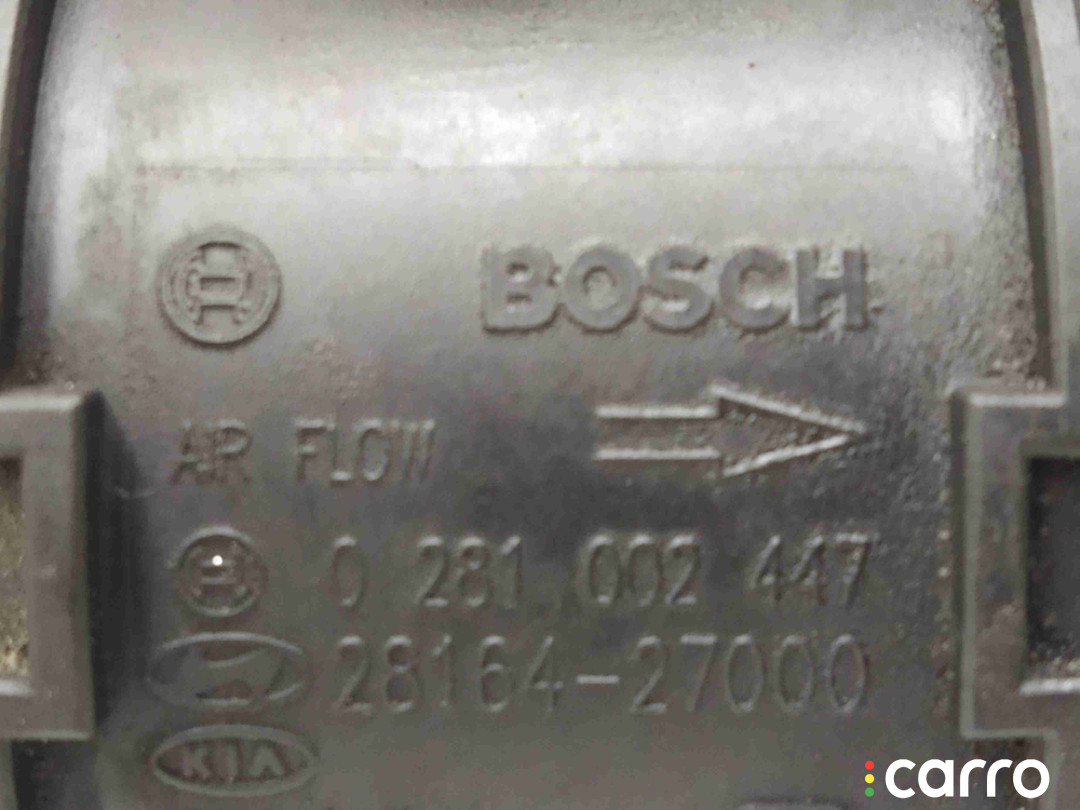 BOSCH
AIR FLOW
0 281 002 447
28164-27000
KIA
carro